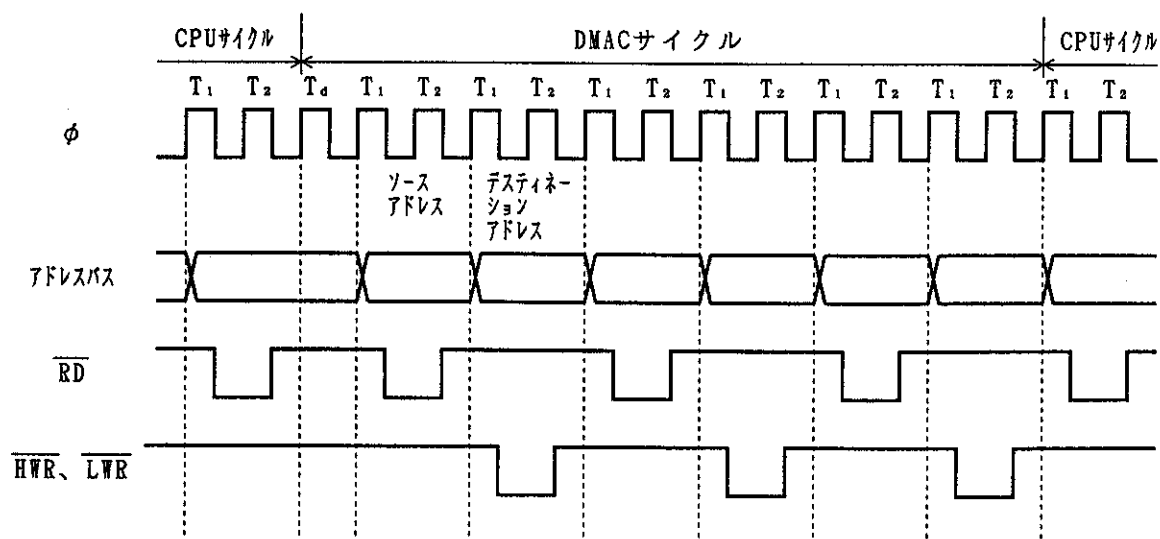 CPUサイクル DMACサイクル CPUサイクル
T₁ T₂ Td T₁ T₂ T₁ T₂ T₁ T₂ T₁ T₂ T₁ T₂ T₁ T₂ T₁ T₂
φ
ソース
アドレス
デスティネー
ション
アドレス
アドレスバス
RD
HWR、LWR